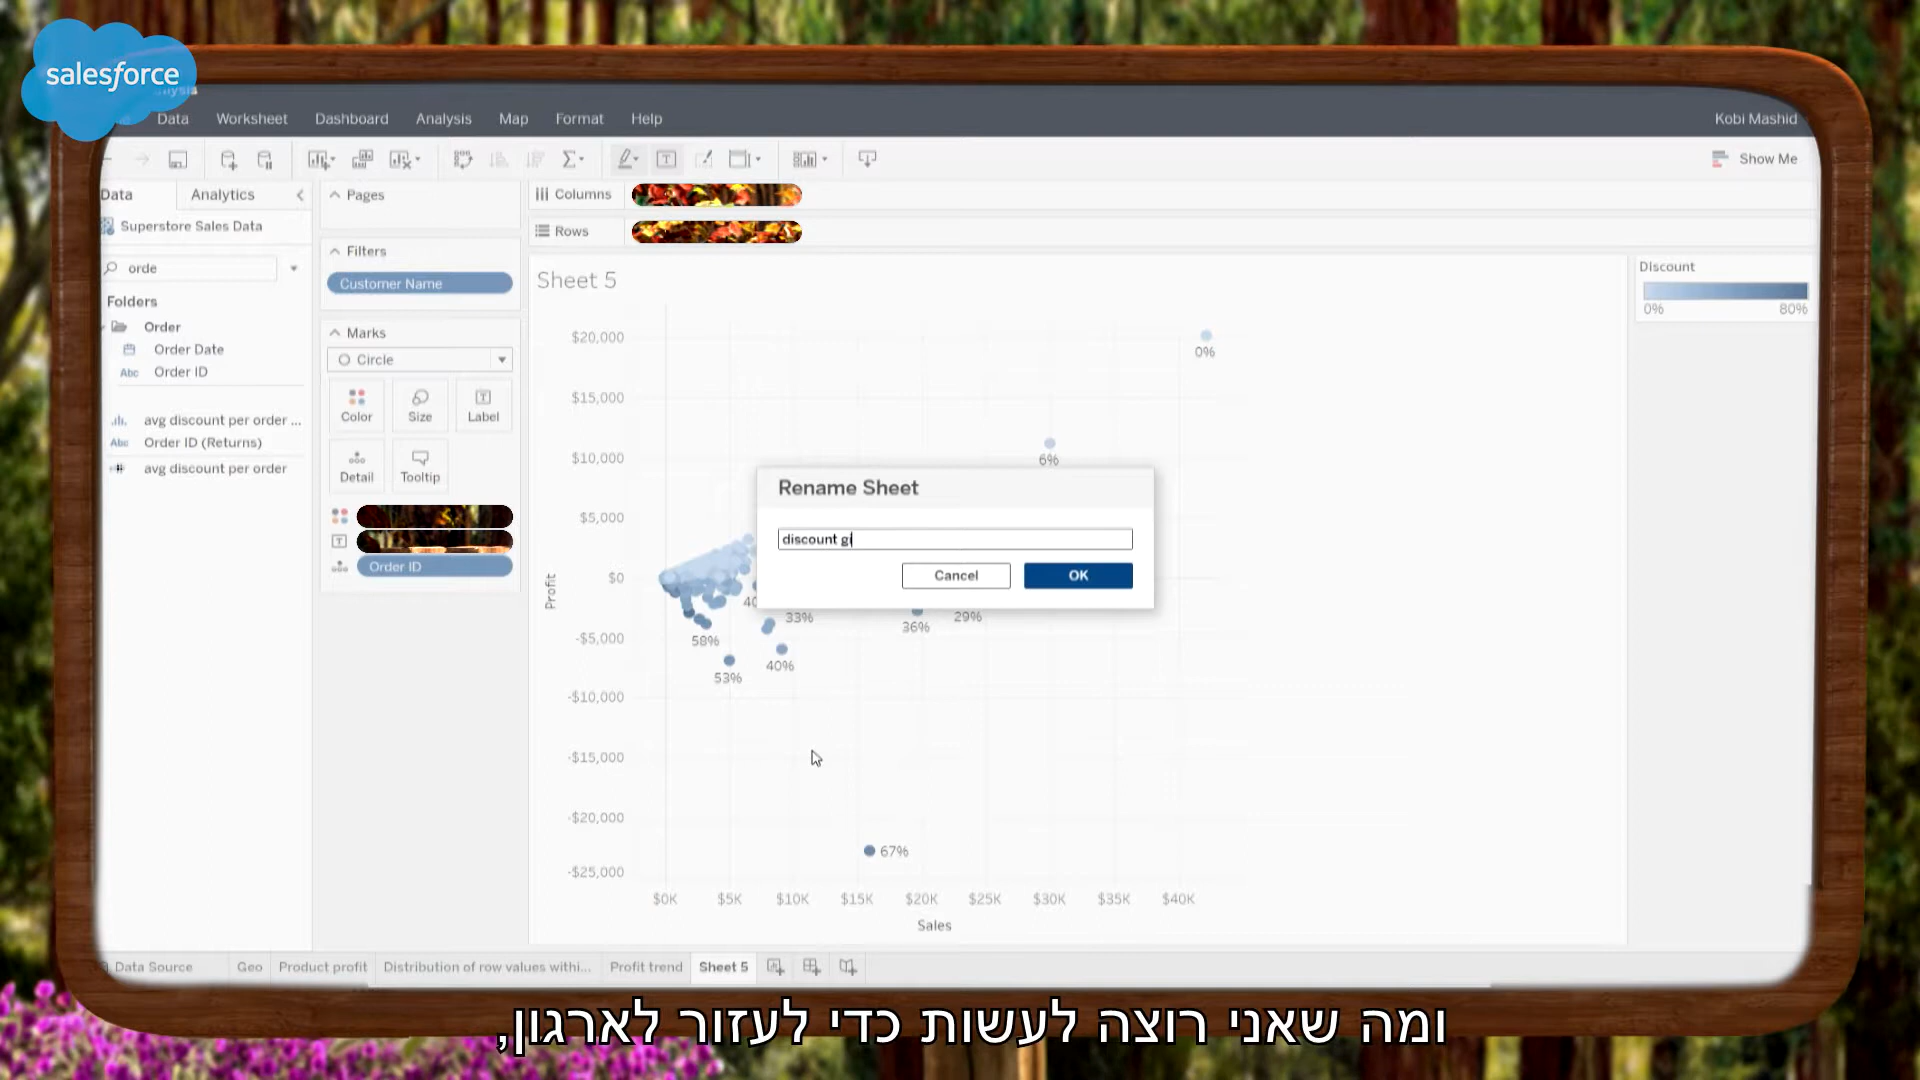 salesforce
Data
Worksheet
Dashboard
Analysis
Map
Format
Help
Kobi Mashid
Show Me
Data
Analytics
Pages
Columns
Rows
Superstore Sales Data
Filters
Customer Name
orde
Folders
Order
Order Date
Abc Order ID
avg discount per order ...
Abc Order ID (Returns)
avg discount per order
Marks
Circle
Color
Size
Label
Detail
Tooltip
Order ID
Sheet 5
Discount
0%
80%
$20,000
$15,000
$10,000
$5,000
$0
-$5,000
-$10,000
-$15,000
-$20,000
-$25,000
Profit
0%
6%
33%
36%
29%
58%
40%
53%
67%
Rename Sheet
discount gi
Cancel
OK
$0K
$5K
$10K
$15K
$20K
$25K
$30K
$35K
$40K
Sales
Data Source
Geo
Product profit
Distribution of row values withi...
Profit trend
Sheet 5
ומה שאני רוצה לעשות כדי לעזור לארגון,